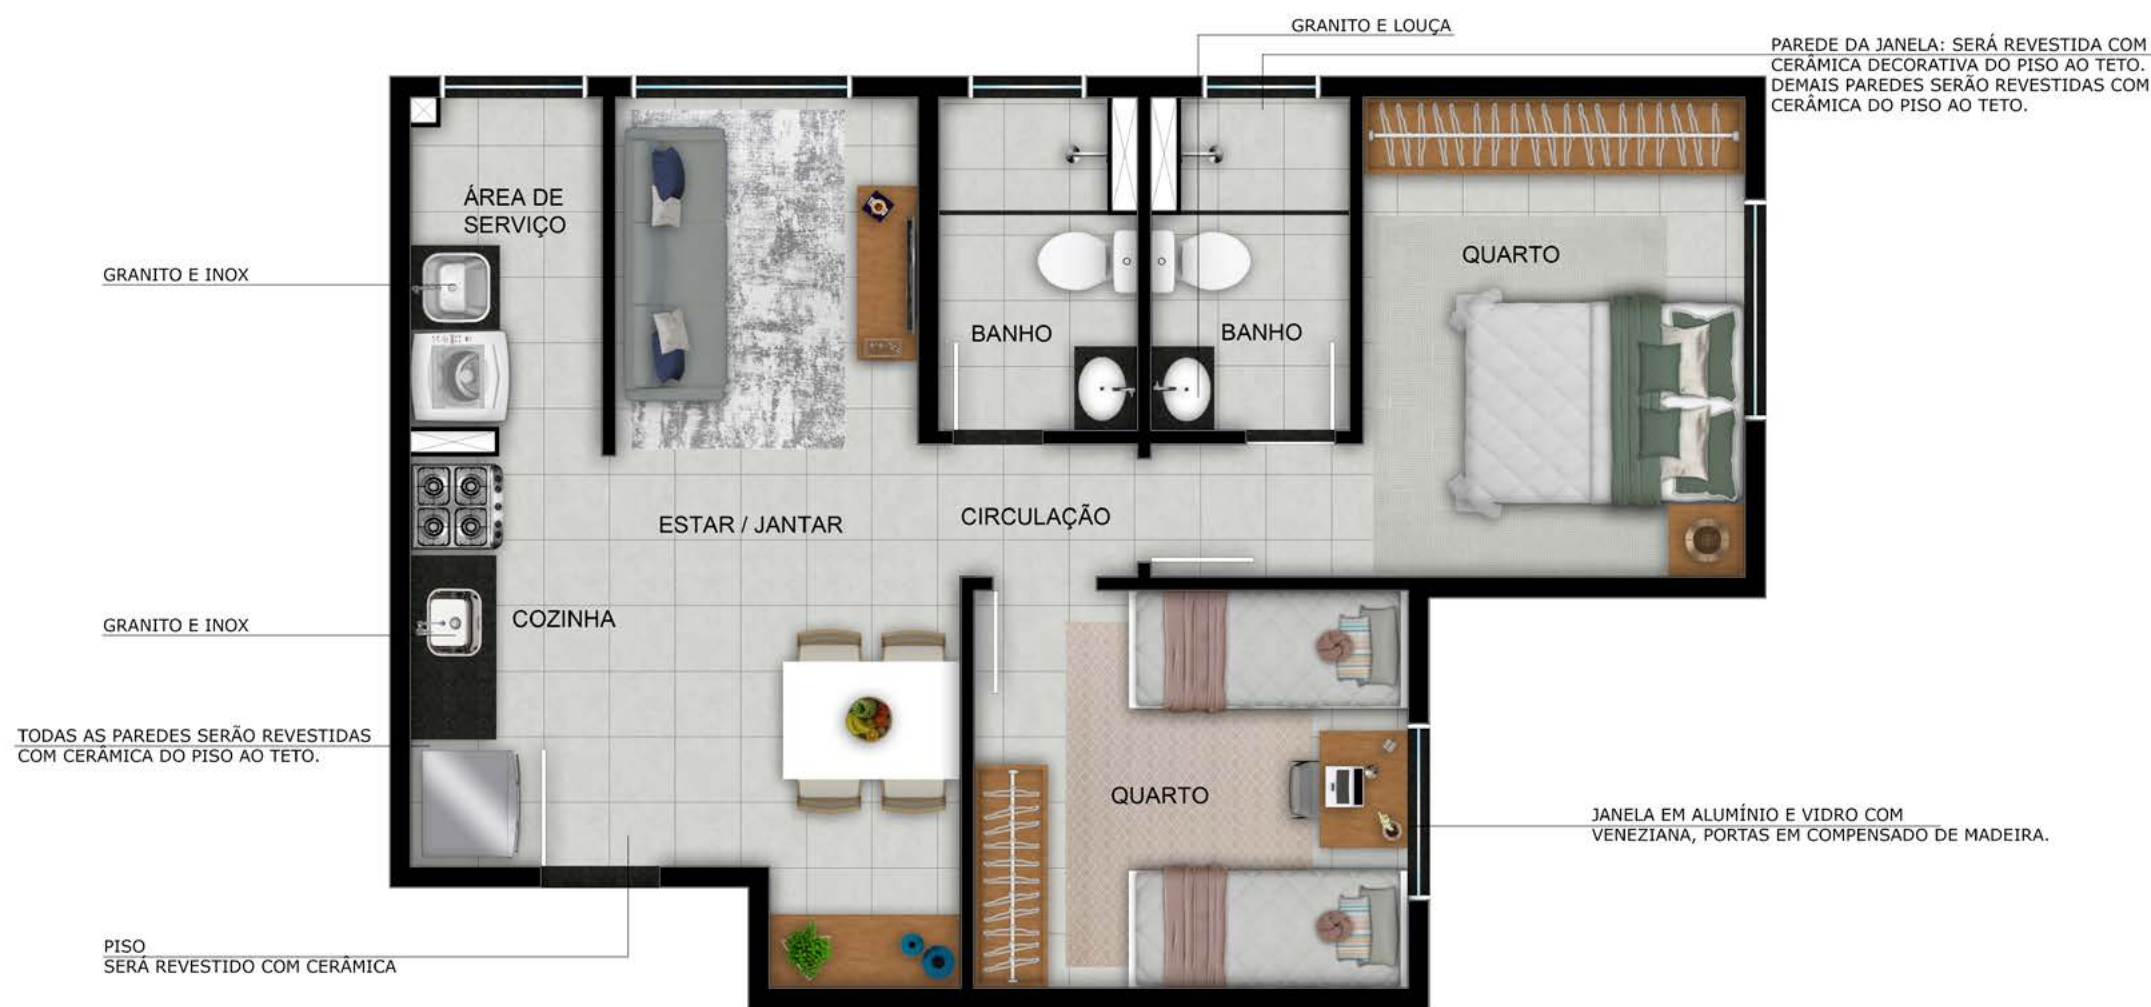 GRANITO E LOUÇA
PAREDE DA JANELA: SERÁ REVESTIDA COM
CERÂMICA DECORATIVA DO PISO AO TETO.
DEMAIS PAREDES SERÃO REVESTIDAS COM
CERÂMICA DO PISO AO TETO.
ÁREA DE
SERVIÇO
QUARTO
GRANITO E INOX
BANHO
BANHO
ESTAR / JANTAR
CIRCULAÇÃO
COZINHA
GRANITO E INOX
TODAS AS PAREDES SERÃO REVESTIDAS
COM CERÂMICA DO PISO AO TETO.
QUARTO
JANELA EM ALUMÍNIO E VIDRO COM
VENEZIANA, PORTAS EM COMPENSADO DE MADEIRA.
PISO
SERÁ REVESTIDO COM CERÂMICA